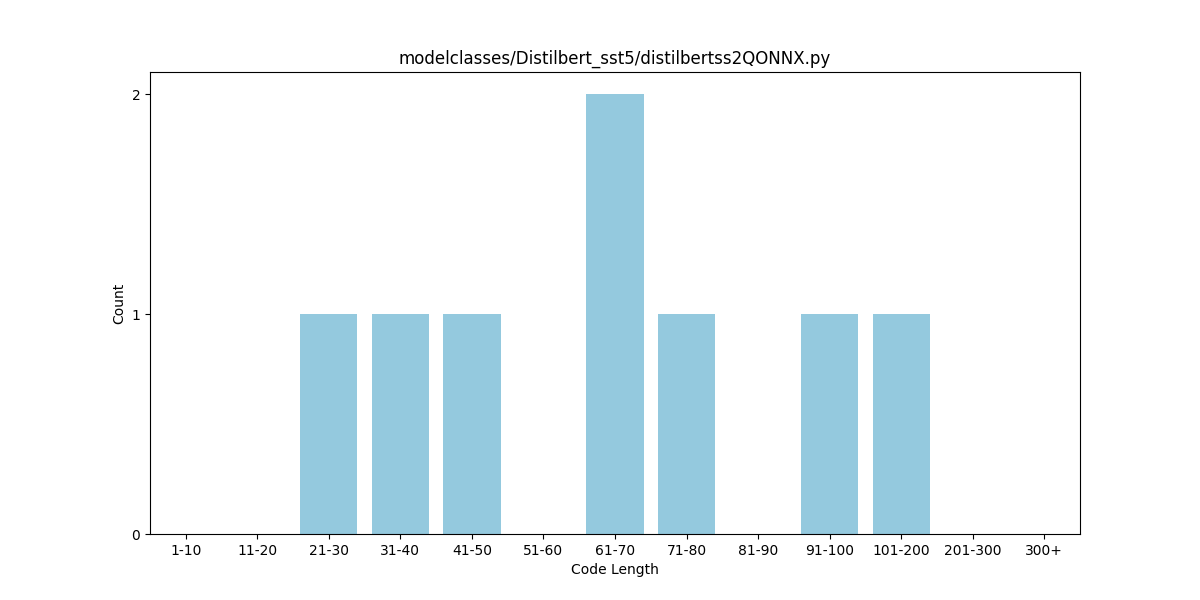 modelclasses/Distilbert_sst5/distilbertss2QONNX.py
2
1
0
Count
1-10 11-20 21-30 31-40 41-50 51-60 61-70 71-80 81-90 91-100 101-200 201-300 300+
Code Length